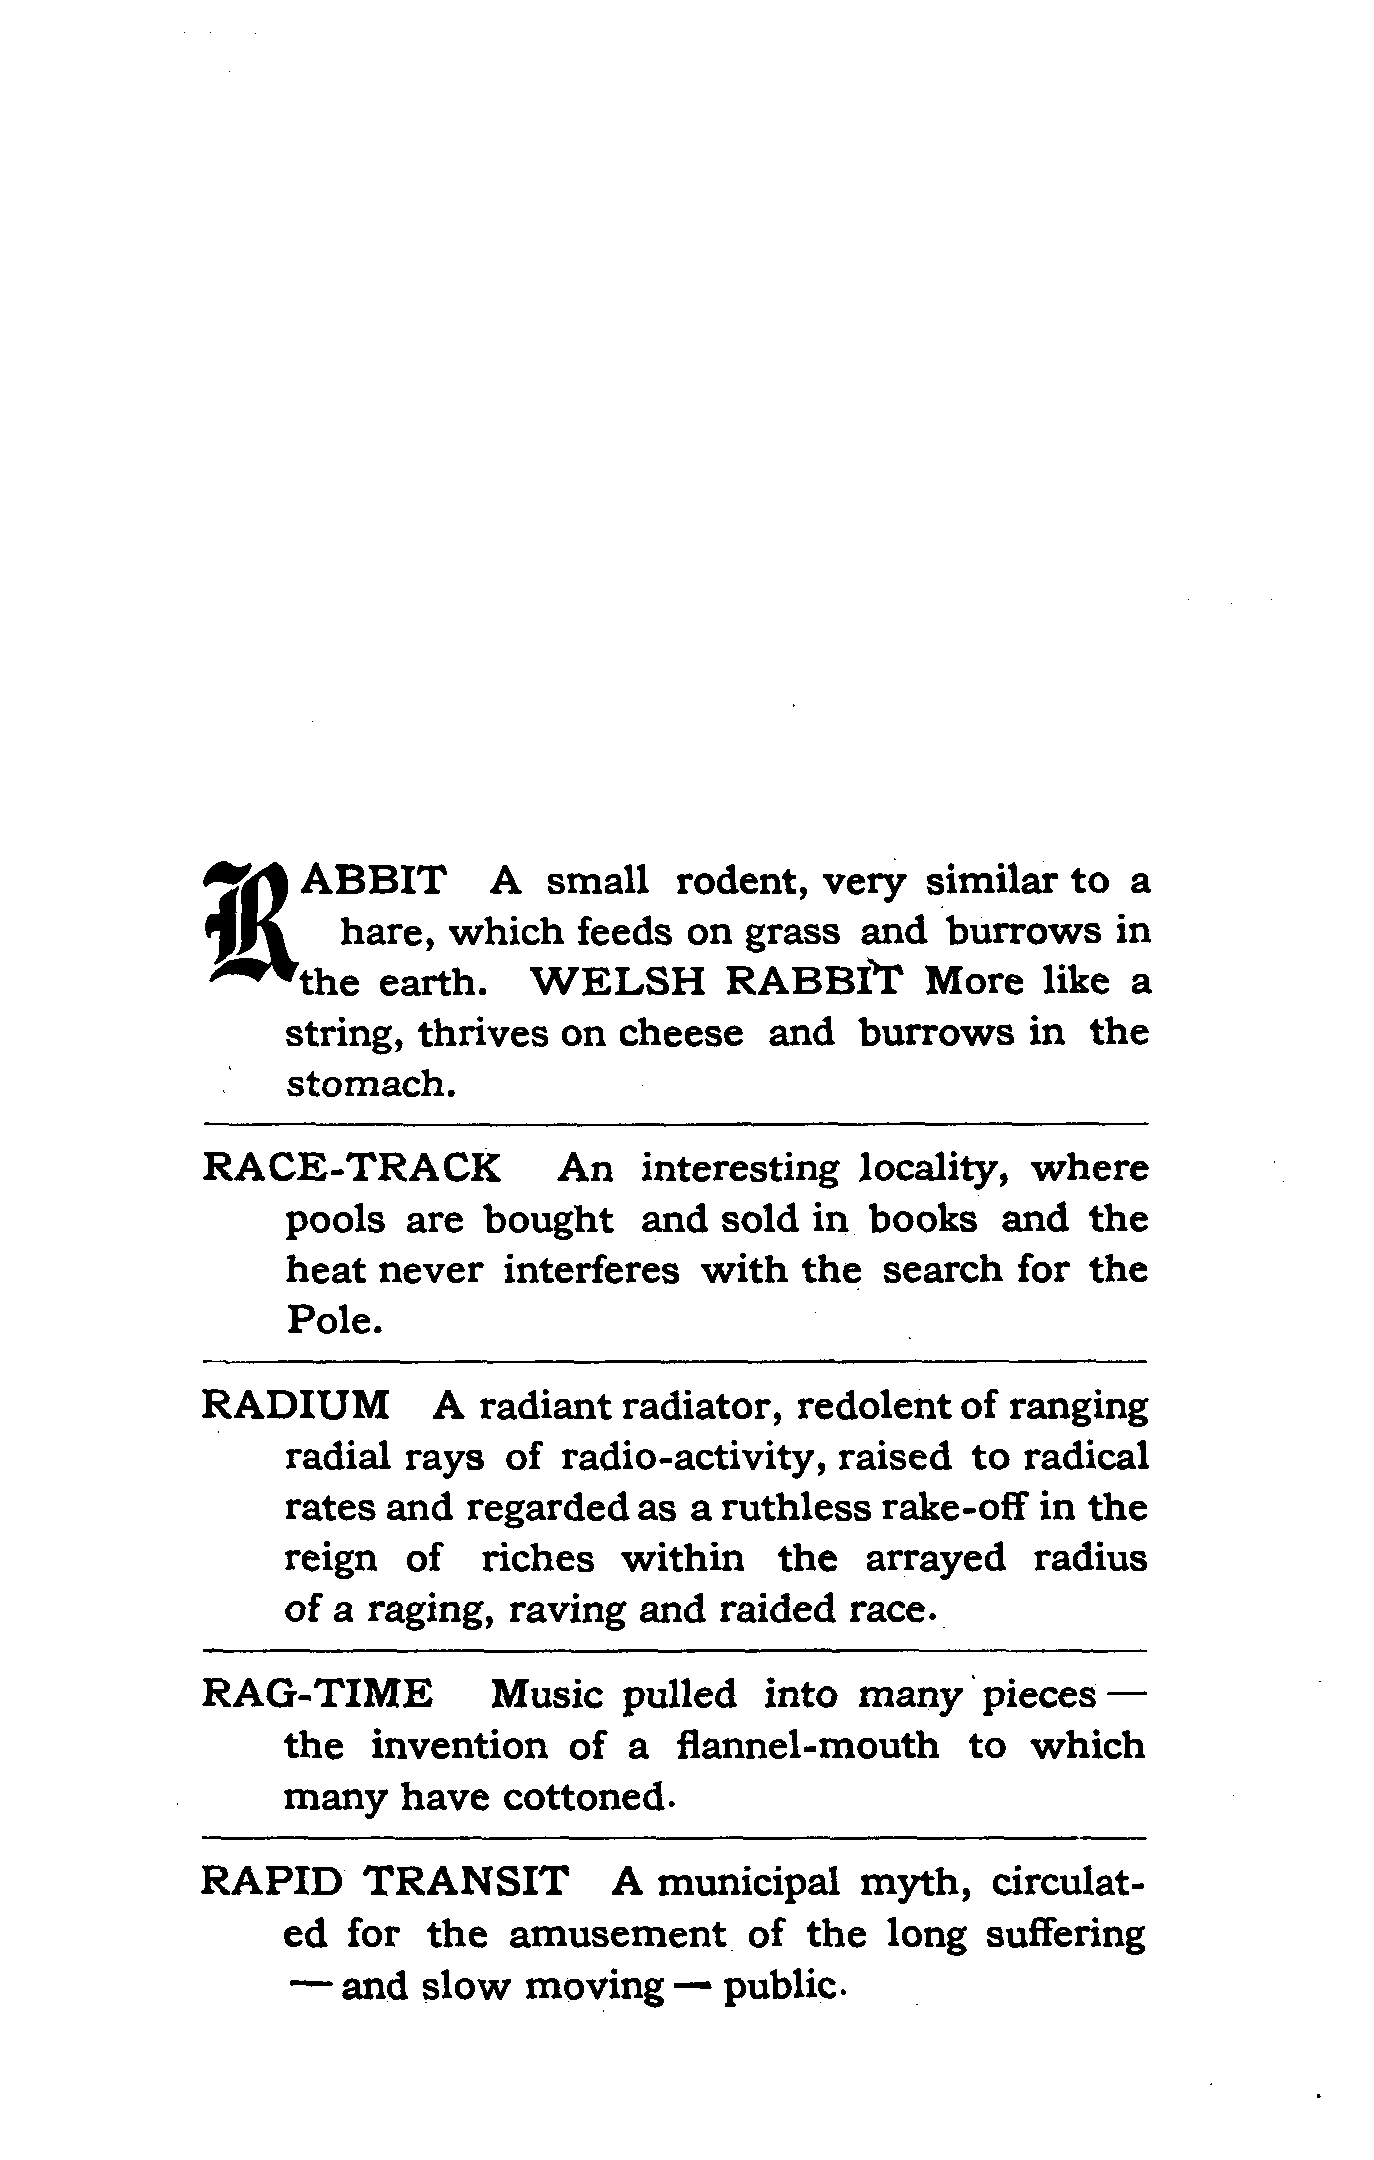 RABBIT A small rodent, very similar to a
hare, which feeds on grass and burrows in
the earth. WELSH RABBIT More like a
string, thrives on cheese and burrows in the
stomach.
RACE-TRACK An interesting locality, where
pools are bought and sold in books and the
heat never interferes with the search for the
Pole.
RADIUM A radiant radiator, redolent of ranging
radial rays of radio-activity, raised to radical
rates and regarded as a ruthless rake-off in the
reign of riches within the arrayed radius
of a raging, raving and raided race.
RAG-TIME Music pulled into many pieces —
the invention of a flannel-mouth to which
many have cottoned.
RAPID TRANSIT A municipal myth, circulat-
ed for the amusement of the long suffering
— and slow moving — public.